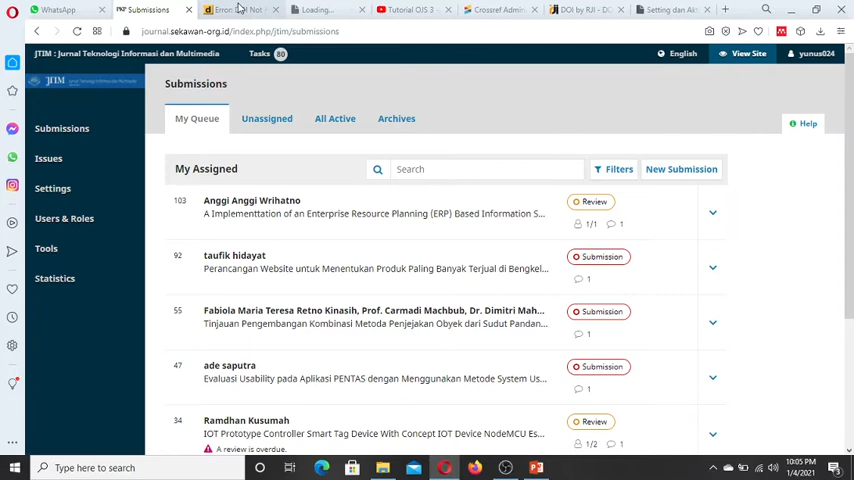 WhatsApp
PKP Submissions
Loading...
Tutorial OJS 3
Crossref Admin
DOI by RJI - DO
Setting dan Akt
journal.sekawan-org.id/index.php/jtim/submissions
JTIM : Jurnal Teknologi Informasi dan Multimedia
Tasks 80
English
View Site
yunus024
JTIM
Submissions
Issues
Settings
Users & Roles
Tools
Statistics
Submissions
My Queue
Unassigned
All Active
Archives
Help
My Assigned
Search
Filters
New Submission
103
Anggi Anggi Wrihatno
A Implementtation of an Enterprise Resource Planning (ERP) Based Information S...
Review
1/1 1
92
taufik hidayat
Perancangan Website untuk Menentukan Produk Paling Banyak Terjual di Bengkel...
Submission
1
55
Fabiola Maria Teresa Retno Kinasih, Prof. Carmadi Machbub, Dr. Dimitri Mah...
Tinjauan Pengembangan Kombinasi Metoda Penjejakan Obyek dari Sudut Pandan...
Submission
1
47
ade saputra
Evaluasi Usability pada Aplikasi PENTAS dengan Menggunakan Metode System Us...
Submission
1
34
Ramdhan Kusumah
IOT Prototype Controller Smart Tag Device With Concept IOT Device NodeMCU Es...
A review is overdue.
Review
1/2 1
Type here to search
10:05 PM
1/4/2021
3